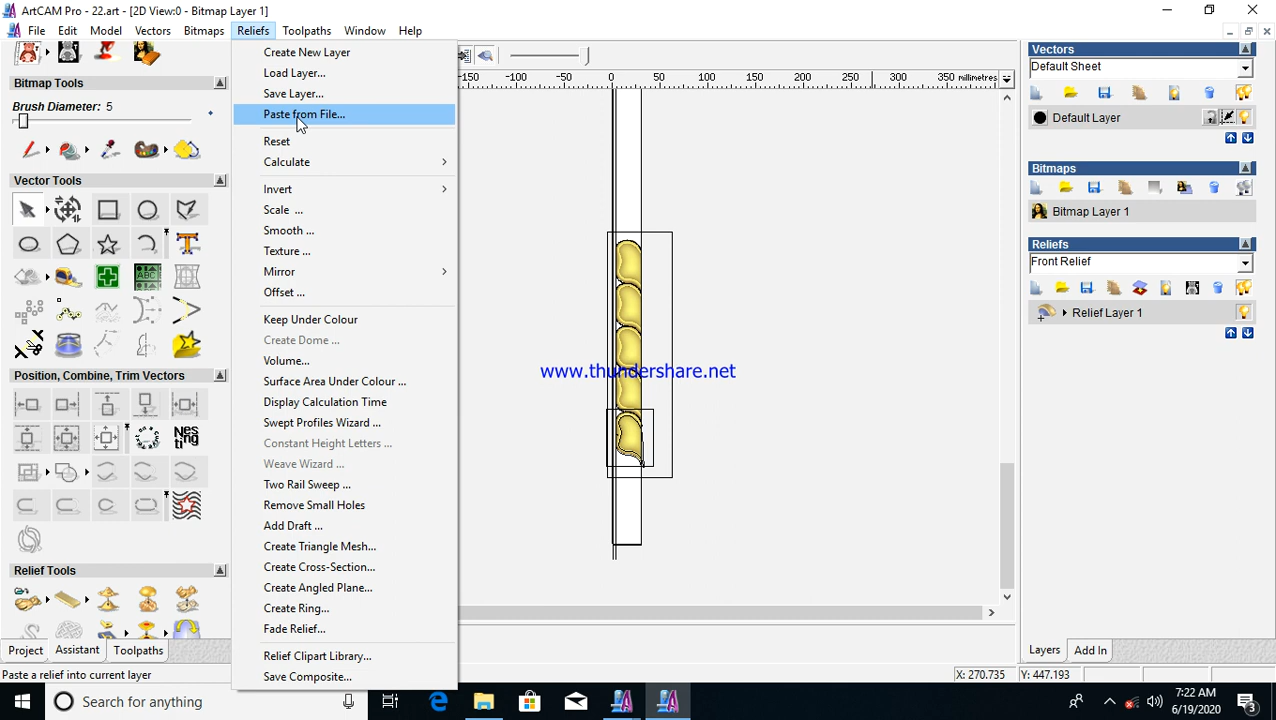 ArtCAM Pro - 22.art - [2D View:0 - Bitmap Layer 1]
File Edit Model Vectors Bitmaps Reliefs Toolpaths Window Help
Bitmap Tools
Brush Diameter: 5
Vector Tools
ABC
Position, Combine, Trim Vectors
Nes
ting
Relief Tools
Project Assistant Toolpaths
Paste a relief into current layer
Create New Layer
Load Layer...
Save Layer...
Paste from File...
Reset
Calculate
Invert
Scale ...
Smooth ...
Texture ...
Mirror
Offset ...
Keep Under Colour
Create Dome ...
Volume...
Surface Area Under Colour ...
Display Calculation Time
Swept Profiles Wizard ...
Constant Height Letters ...
Weave Wizard ...
Two Rail Sweep ...
Remove Small Holes
Add Draft ...
Create Triangle Mesh...
Create Cross-Section...
Create Angled Plane...
Create Ring...
Fade Relief...
Relief Clipart Library...
Save Composite...
-150 -100 -50 0 50 100 150 200 250 300 350 millimetres
www.thundershare.net
Vectors
Default Sheet
Default Layer
Bitmaps
Bitmap Layer 1
Reliefs
Front Relief
Relief Layer 1
Layers Add In
X: 270.735 Y: 447.193
Search for anything
7:22 AM
6/19/2020
3